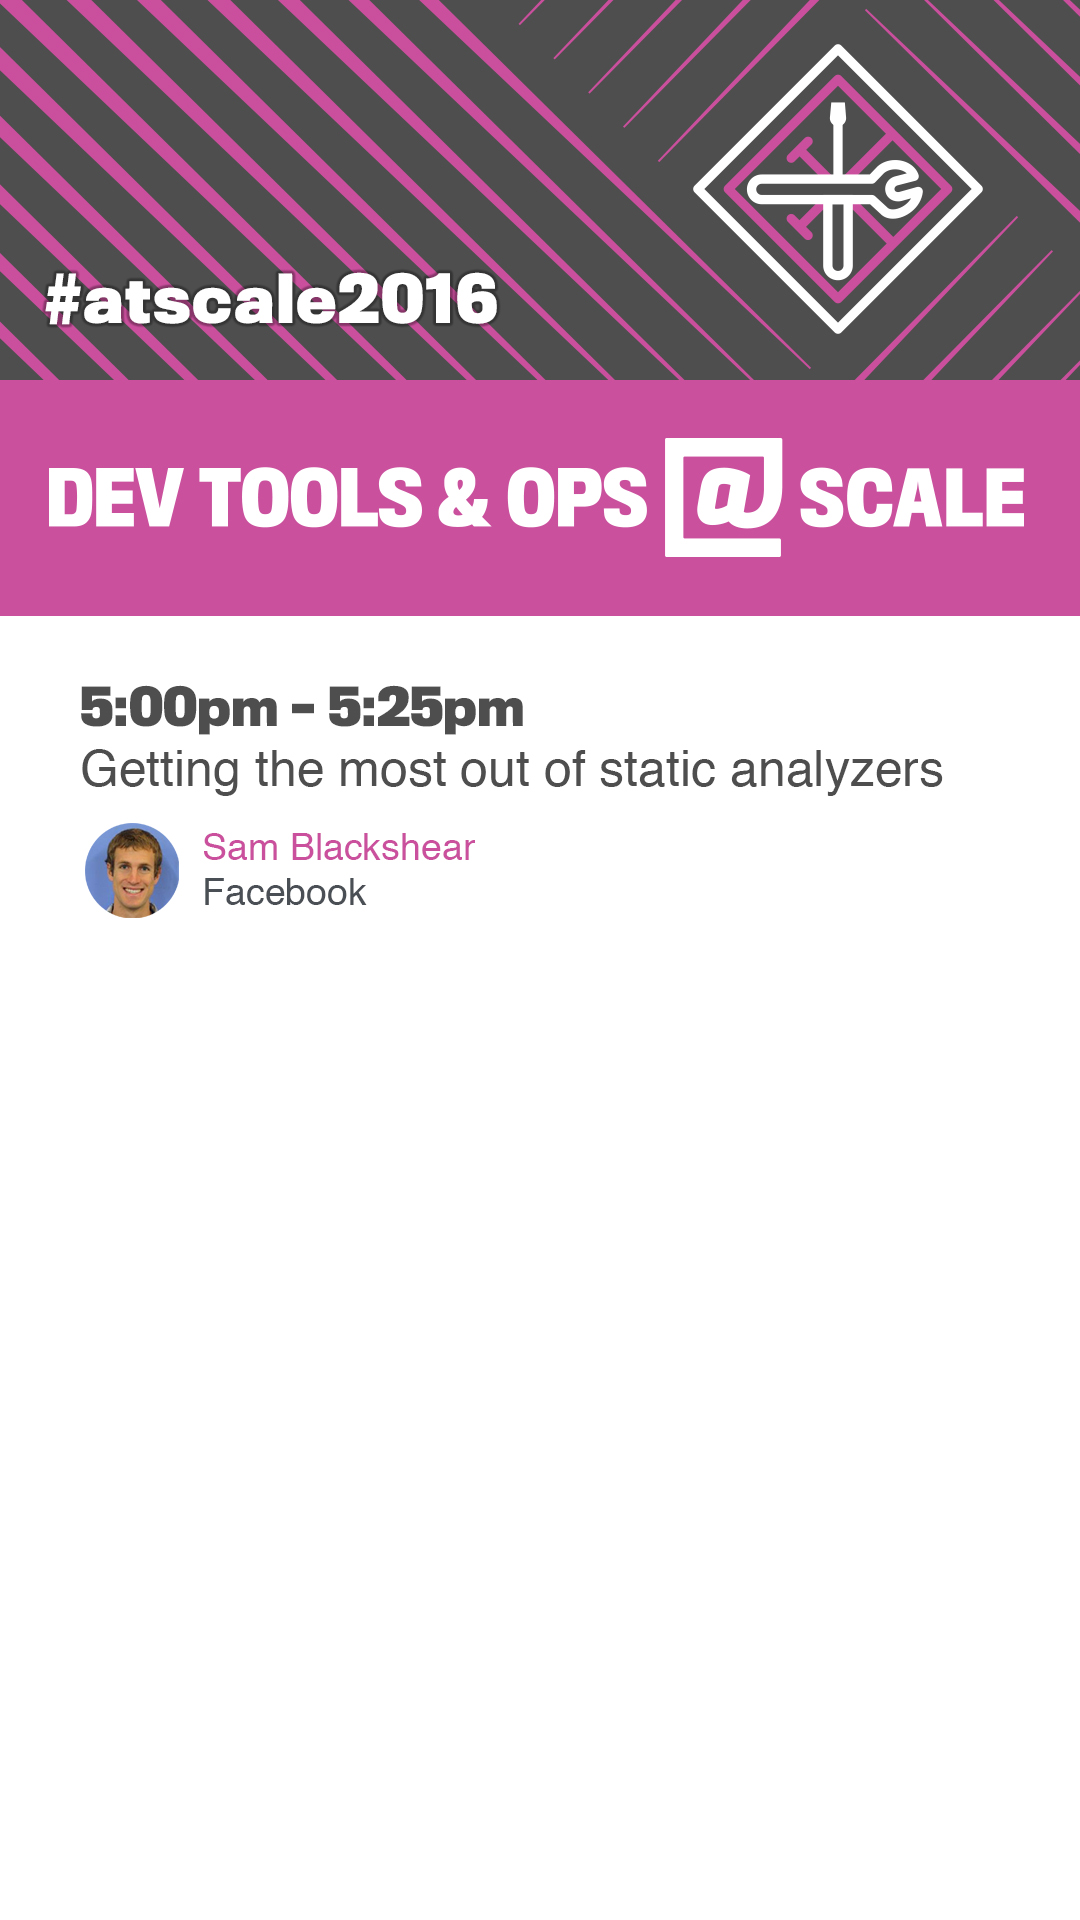 #atscale2016
DEV TOOLS & OPS @ SCALE
5:00pm – 5:25pm
Getting the most out of static analyzers
Sam Blackshear
Facebook